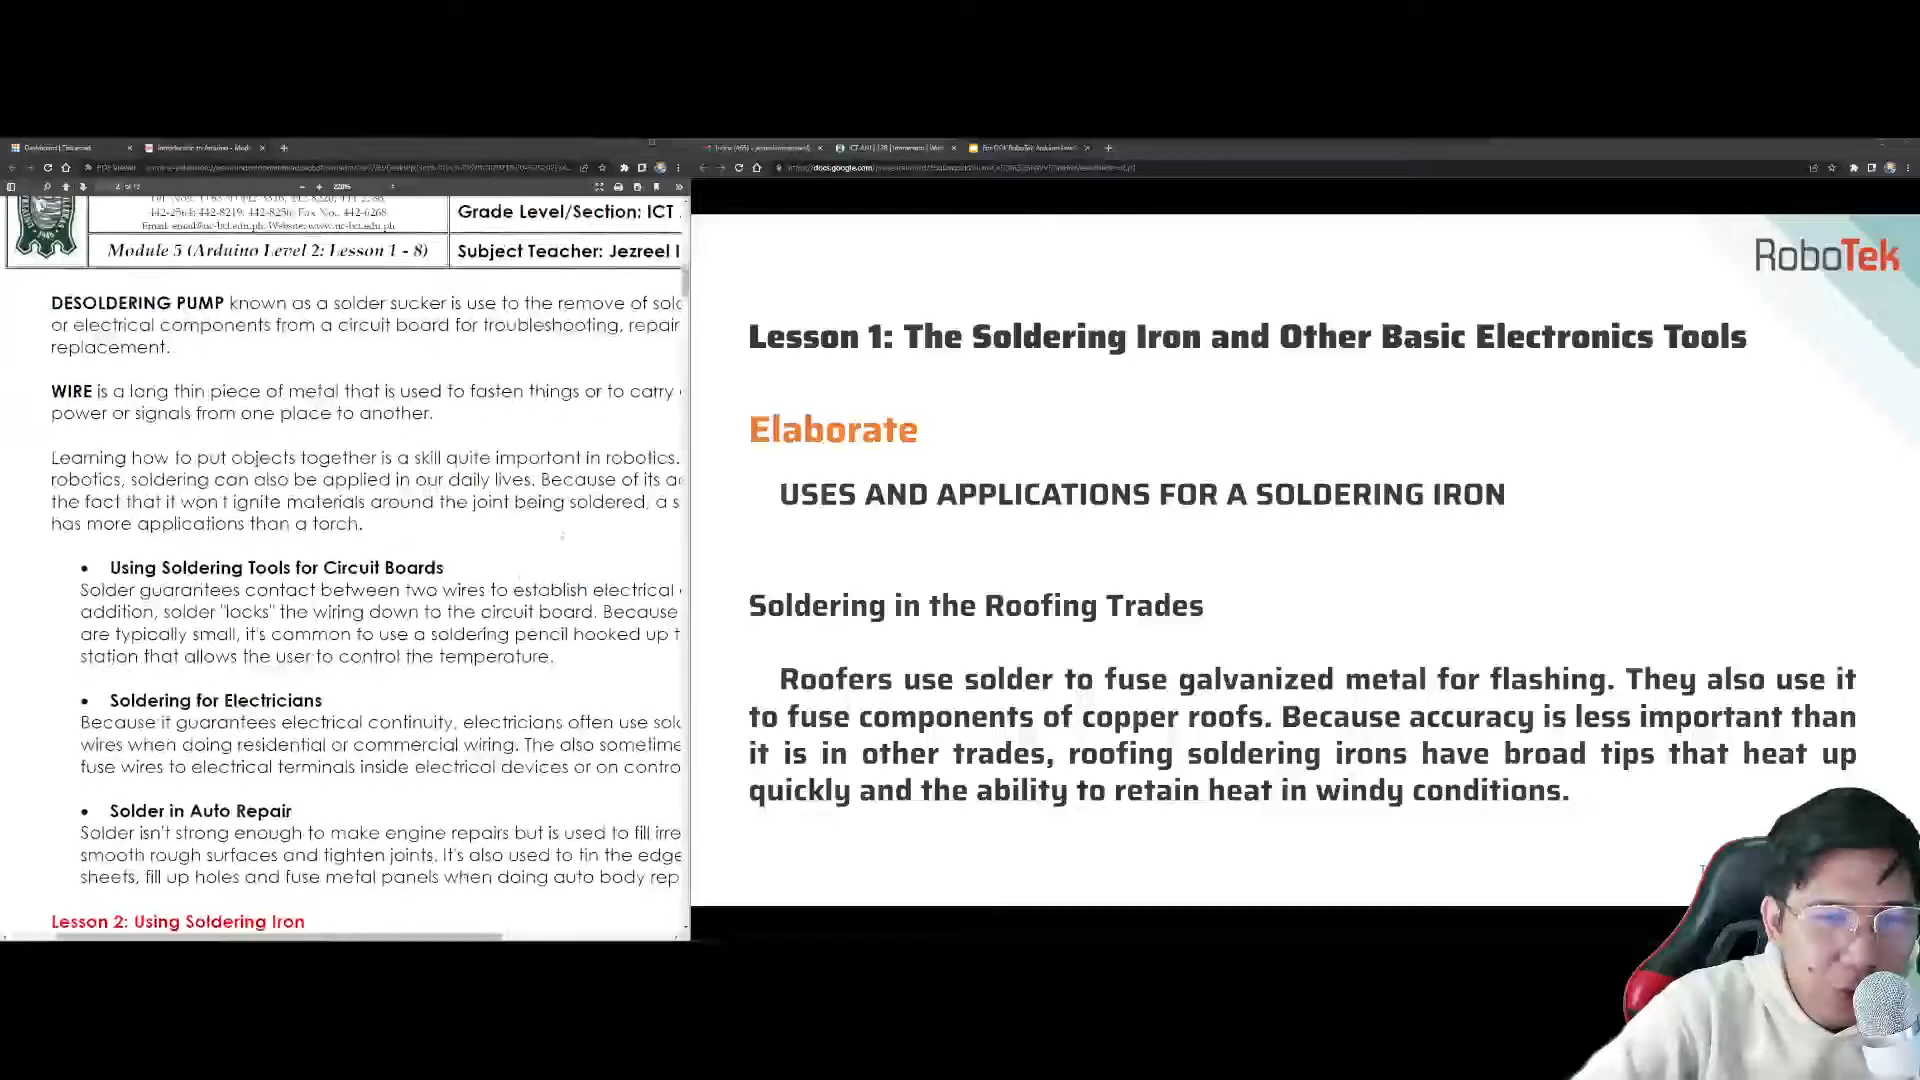 Grade Level/Section: ICT
442-2564; 442-8219; 442-8256; Fax No.. 442-6268
Module 5 (Arduino Level 2: Lesson 1 - 8)
Subject Teacher: Jezreel I
DESOLDERING PUMP known as a solder sucker is use to the remove of
or electrical components from a circuit board for troubleshooting, repair
replacement.
WIRE is a long thin piece of metal that is used to fasten things or to carry
power or signals from one place to another.
Learning how to put objects together is a skill quite important in robotics.
robotics, soldering can also be applied in our daily lives. Because of its
the fact that it won't ignite materials around the joint being soldered, a s
has more applications than a torch.
• Using Soldering Tools for Circuit Boards
Solder guarantees contact between two wires to establish electrical
addition, solder "locks" the wiring down to the circuit board. Because
are typically small, it's common to use a soldering pencil hooked up t
station that allows the user to control the temperature.
• Soldering for Electricians
Because it guarantees electrical continuity, electricians often use
wires when doing residential or commercial wiring. The also sometime
fuse wires to electrical terminals inside electrical devices or on contro
• Solder in Auto Repair
Solder isn't strong enough to make engine repairs but is used to fill irre
smooth rough surfaces and tighten joints. It's also used to tin the edge
sheets, fill up holes and fuse metal panels when doing auto body rep
Lesson 2: Using Soldering Iron
RoboTek
Lesson 1: The Soldering Iron and Other Basic Electronics Tools
Elaborate
USES AND APPLICATIONS FOR A SOLDERING IRON
Soldering in the Roofing Trades
Roofers use solder to fuse galvanized metal for flashing. They also use it
to fuse components of copper roofs. Because accuracy is less important than
it is in other trades, roofing soldering irons have broad tips that heat up
quickly and the ability to retain heat in windy conditions.